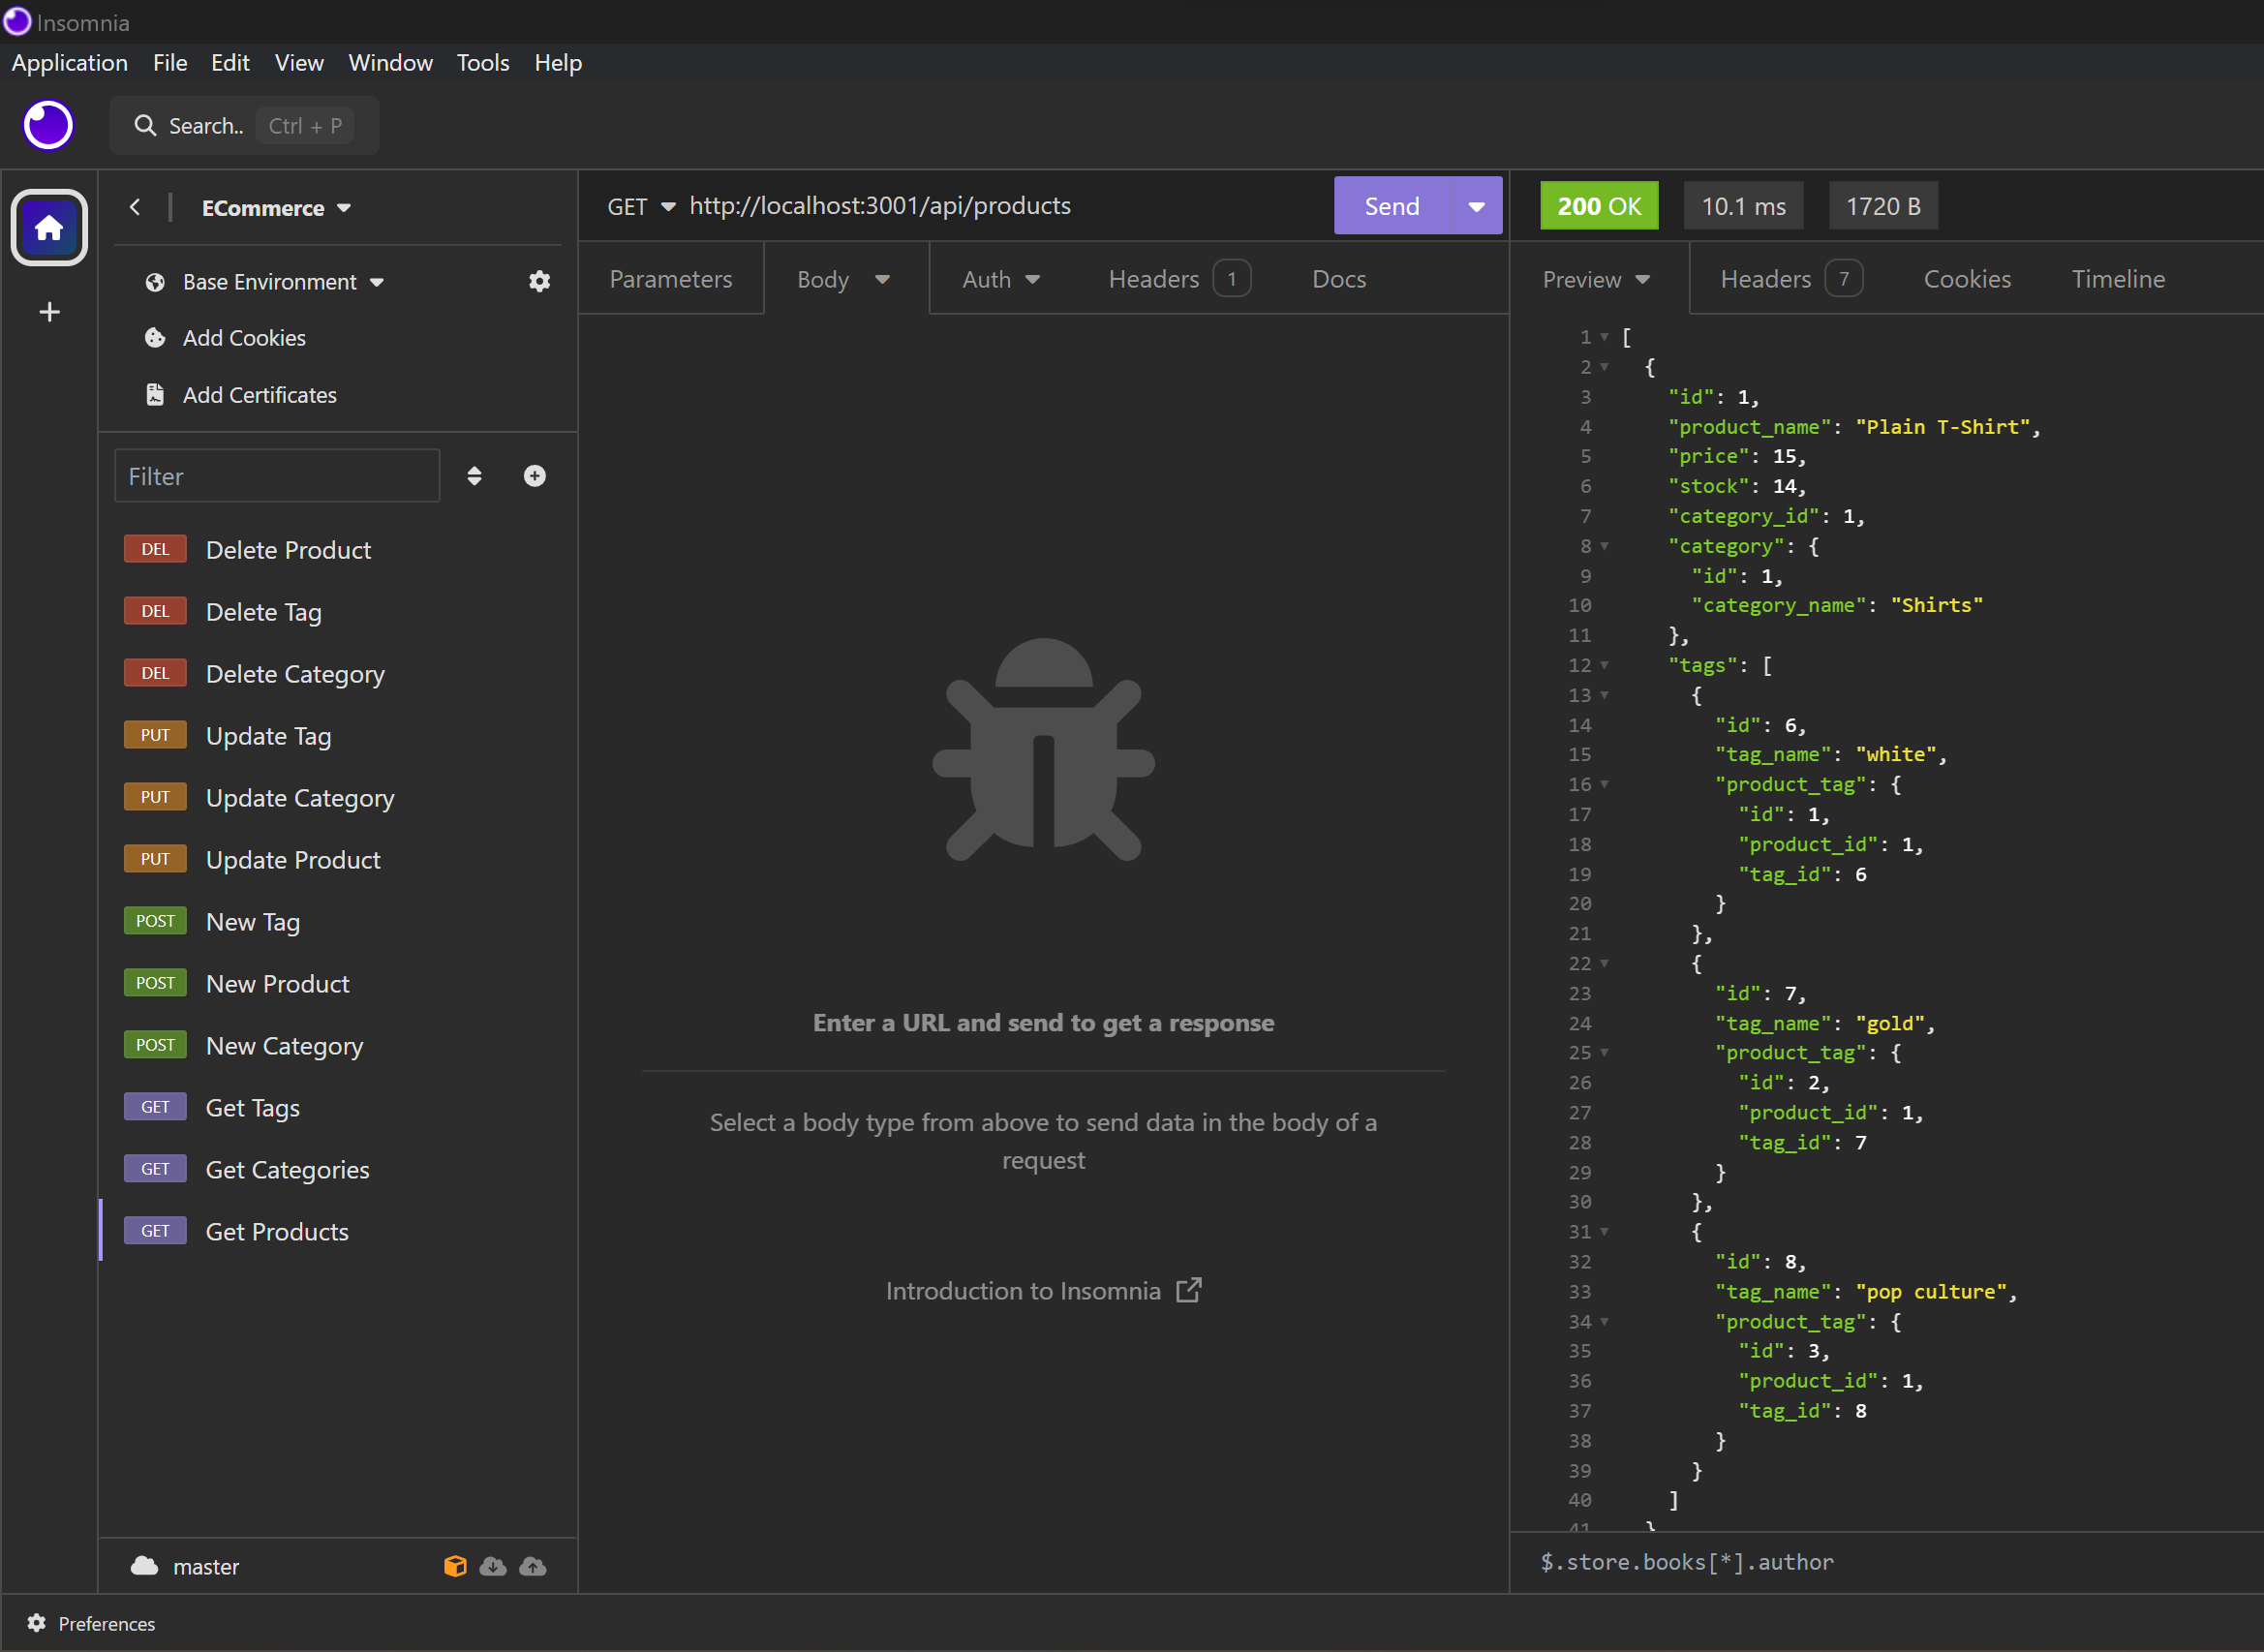 Insomnia
Application File Edit View Window Tools Help
Search.. Ctrl + P
ECommerce
Base Environment
Add Cookies
Add Certificates
Filter
DEL Delete Product
DEL Delete Tag
DEL Delete Category
PUT Update Tag
PUT Update Category
PUT Update Product
POST New Tag
POST New Product
POST New Category
GET Get Tags
GET Get Categories
GET Get Products
master
Preferences
GET http://localhost:3001/api/products Send
Parameters Body Auth Headers 1 Docs
Enter a URL and send to get a response
Select a body type from above to send data in the body of a
request
Introduction to Insomnia
200 OK 10.1 ms 1720 B
Preview Headers 7 Cookies Timeline
1 [
2 {
3 "id": 1,
4 "product_name": "Plain T-Shirt",
5 "price": 15,
6 "stock": 14,
7 "category_id": 1,
8 "category": {
9 "id": 1,
10 "category_name": "Shirts"
11 },
12 "tags": [
13 {
14 "id": 6,
15 "tag_name": "white",
16 "product_tag": {
17 "id": 1,
18 "product_id": 1,
19 "tag_id": 6
20 }
21 },
22 {
23 "id": 7,
24 "tag_name": "gold",
25 "product_tag": {
26 "id": 2,
27 "product_id": 1,
28 "tag_id": 7
29 }
30 },
31 {
32 "id": 8,
33 "tag_name": "pop culture",
34 "product_tag": {
35 "id": 3,
36 "product_id": 1,
37 "tag_id": 8
38 }
39 }
40 ]
41 }
$.store.books[*].author